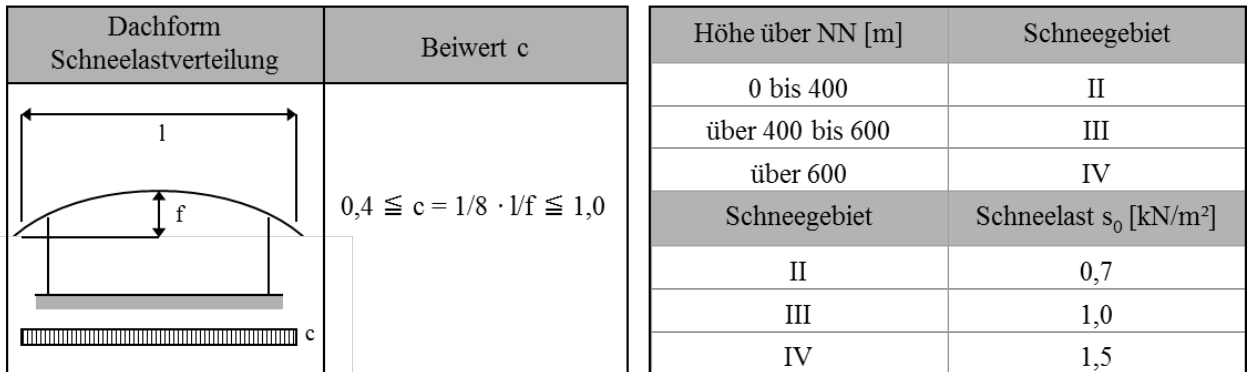 Dachform
Schneelastverteilung
Beiwert c
l
f
c
0,4 ≦ c = 1/8 · l/f ≦ 1,0
Höhe über NN [m] Schneegebiet
0 bis 400 II
über 400 bis 600 III
über 600 IV
Schneegebiet Schneelast s₀ [kN/m²]
II 0,7
III 1,0
IV 1,5